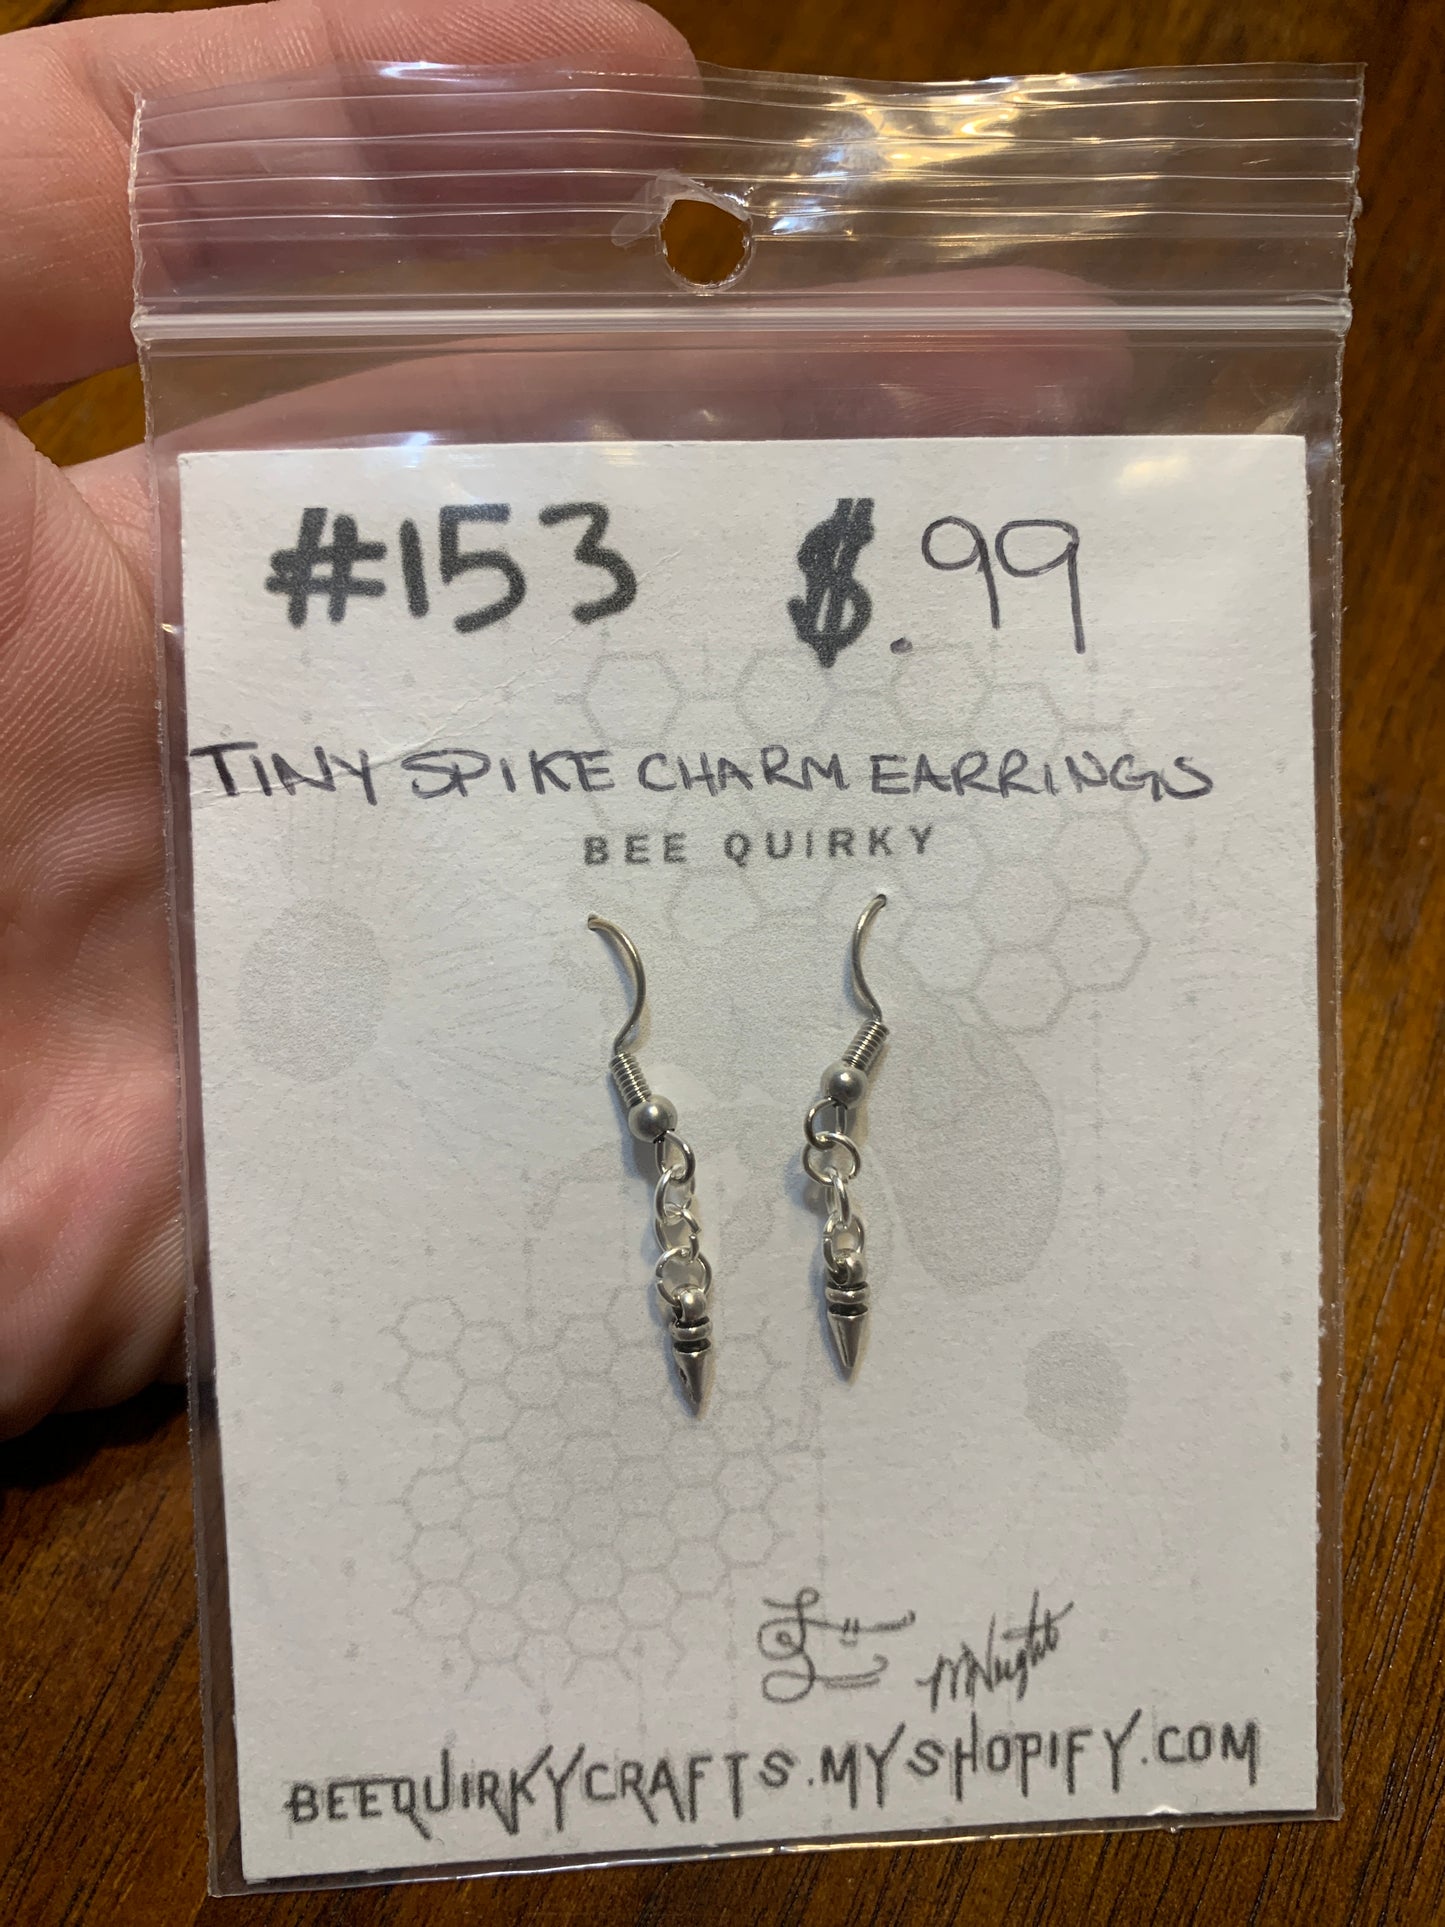 #153 $.99
TINY SPIKE CHARM EARRINGS
BEE QUIRKY
BEEQUIRKYCRAFTS.MYSHOPIFY.COM